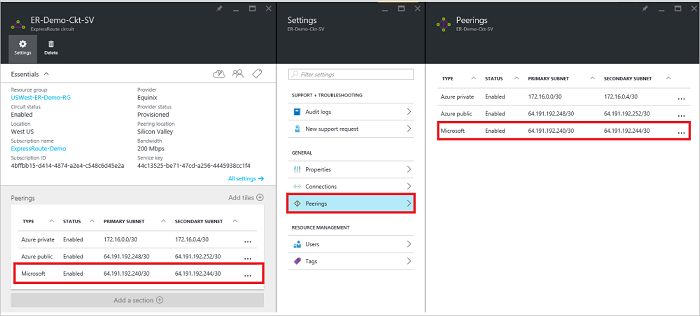 ER-Demo-Ckt-SV
ExpressRoute circuit
Settings
Delete
Essentials
Resource group
USWest-ER-Demo-RG
Circuit status
Enabled
Location
West US
Subscription name
ExpressRoute-Demo
Subscription ID
4bffbb15-d414-4874-a2e4-c548c6d45e2a
Provider
Equinix
Provider status
Provisioned
Peering location
Silicon Valley
Bandwidth
200 Mbps
Service key
44c13525-be71-47cd-a256-4445938cc1f4
All settings →
Peerings
Add tiles
TYPE STATUS PRIMARY SUBNET SECONDARY SUBNET
Azure private Enabled 172.16.0.0/30 172.16.0.4/30 ...
Azure public Enabled 64.191.192.248/30 64.191.192.252/30 ...
Microsoft Enabled 64.191.192.240/30 64.191.192.244/30 ...
Add a section
Settings
ER-Demo-Ckt-SV
Filter settings
SUPPORT + TROUBLESHOOTING
Audit logs
New support request
GENERAL
Properties
Connections
Peerings
RESOURCE MANAGEMENT
Users
Tags
Peerings
ER-Demo-Ckt-SV
TYPE STATUS PRIMARY SUBNET SECONDARY SUBNET
Azure private Enabled 172.16.0.0/30 172.16.0.4/30 ...
Azure public Enabled 64.191.192.248/30 64.191.192.252/30 ...
Microsoft Enabled 64.191.192.240/30 64.191.192.244/30 ...